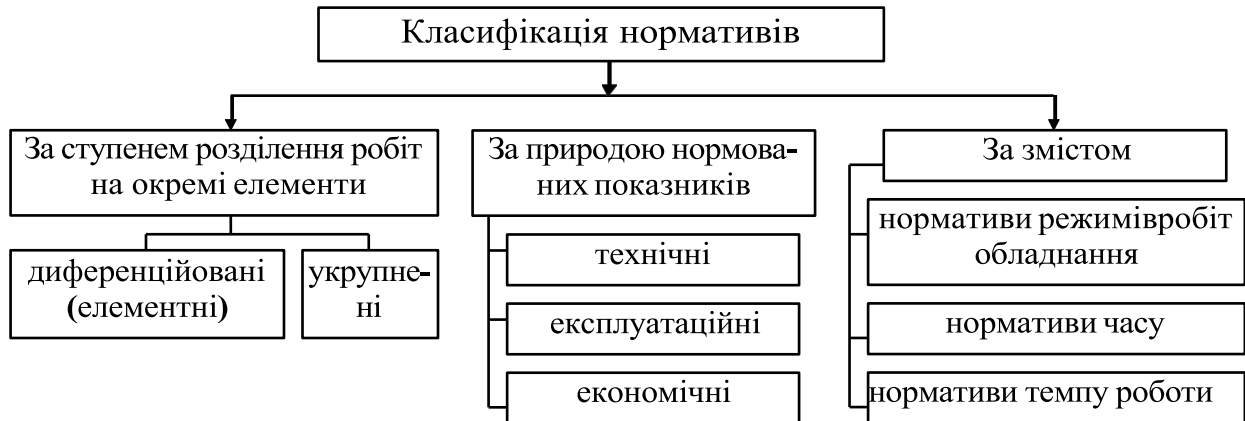 Класифікація нормативів
За ступенем розділення робіт
на окремі елементи
диференційовані
(елементні)
укрупне-
ні
За природою нормова-
них показників
технічні
експлуатаційні
економічні
За змістом
нормативи режимівробіт
обладнання
нормативи часу
нормативи темпу роботи